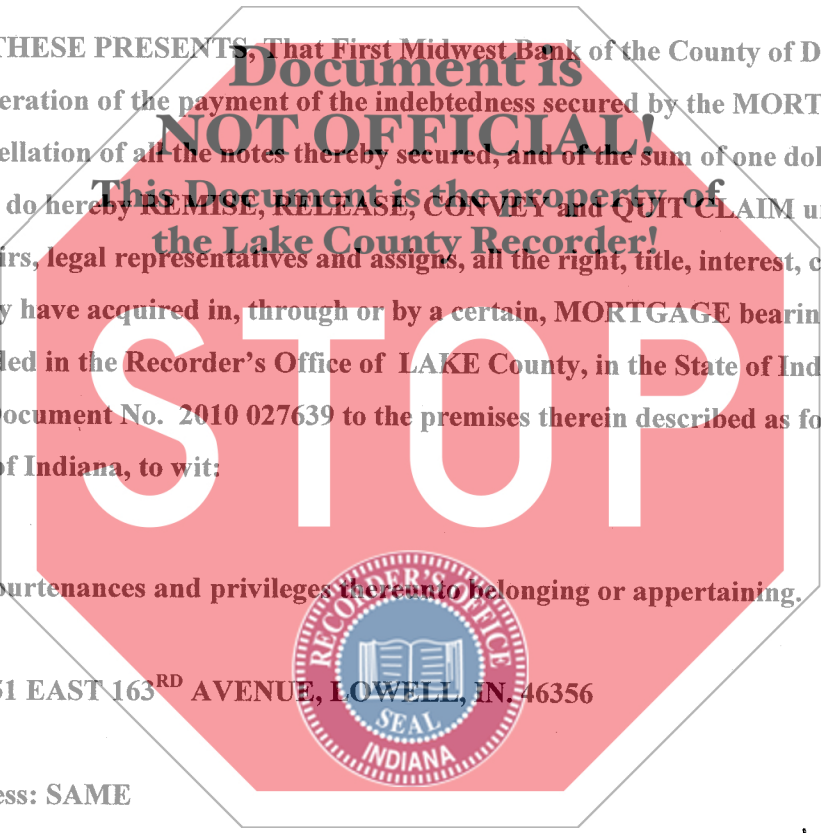 THESE PRESENTS, That First Midwest Bank of the County of D
Document is
eration of the payment of the indebtedness secured by the MORT
NOT OFFICIAL!
ellation of all the notes thereby secured, and of the sum of one dol
This Document is the property of
do hereby REMISE, RELEASE, CONVEY and QUIT CLAIM u
the Lake County Recorder!
irs, legal representatives and assigns, all the right, title, interest, c
y have acquired in, through or by a certain, MORTGAGE bearin
led in the Recorder's Office of LAKE County, in the State of Ind
ocument No. 2010 027639 to the premises therein described as fo
of Indiana, to wit:
STOP
purtenances and privileges thereunto belonging or appertaining.
RECORDER'S OFFICE
51 EAST 163RD AVENUE, LOWELL, IN. 46356
SEAL
INDIANA
ess: SAME